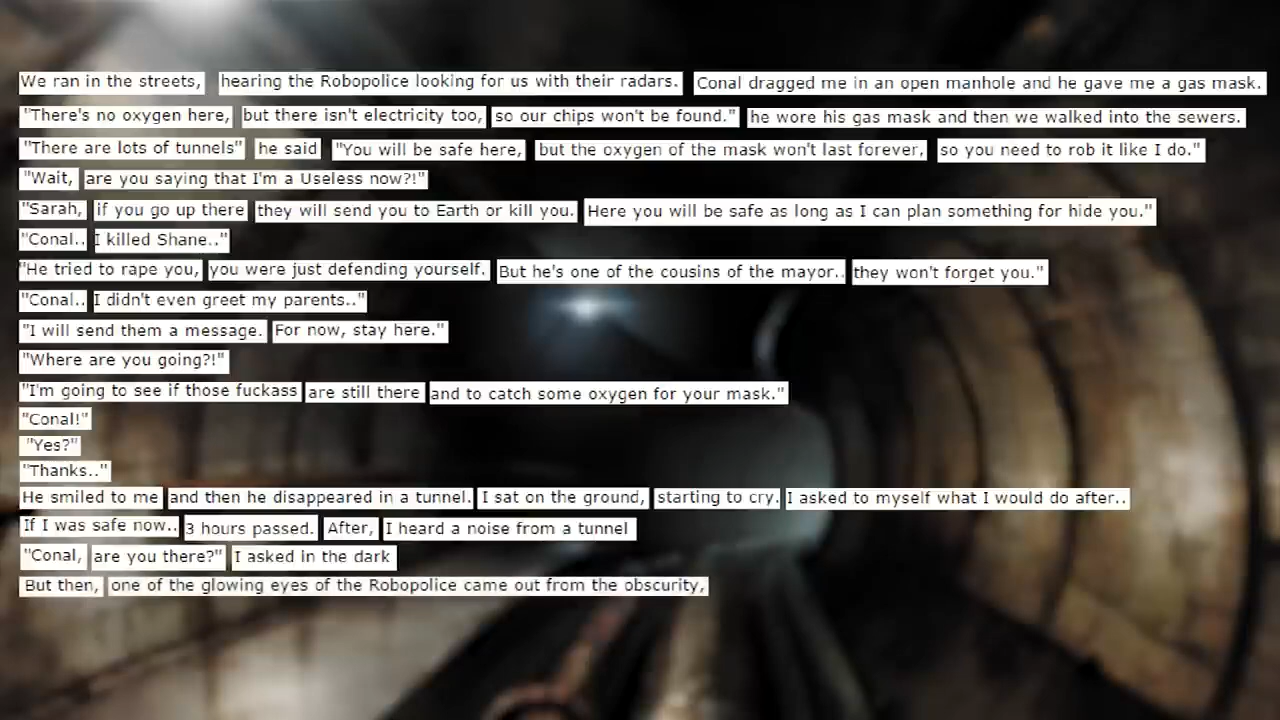 We ran in the streets, hearing the Robopolice looking for us with their radars. Conal dragged me in an open manhole and he gave me a gas mask.
"There's no oxygen here, but there isn't electricity too, so our chips won't be found." he wore his gas mask and then we walked into the sewers.
"There are lots of tunnels" he said "You will be safe here, but the oxygen of the mask won't last forever, so you need to rob it like I do."
"Wait, are you saying that I'm a Useless now?!"
"Sarah, if you go up there they will send you to Earth or kill you. Here you will be safe as long as I can plan something for hide you."
"Conal.. I killed Shane.."
"He tried to rape you, you were just defending yourself. But he's one of the cousins of the mayor.. they won't forget you."
"Conal.. I didn't even greet my parents.."
"I will send them a message. For now, stay here."
"Where are you going?!"
"I'm going to see if those fuckass are still there and to catch some oxygen for your mask."
"Conal!"
"Yes?"
"Thanks.."
He smiled to me and then he disappeared in a tunnel. I sat on the ground, starting to cry. I asked to myself what I would do after..
If I was safe now.. 3 hours passed. After, I heard a noise from a tunnel
"Conal, are you there?" I asked in the dark
But then, one of the glowing eyes of the Robopolice came out from the obscurity,